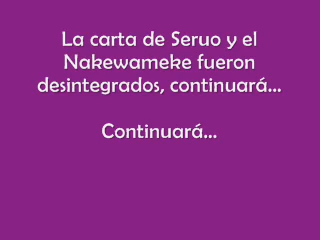 La carta de Seruo y el
Nakewameke fueron
desintegrados, continuará...
Continuará...